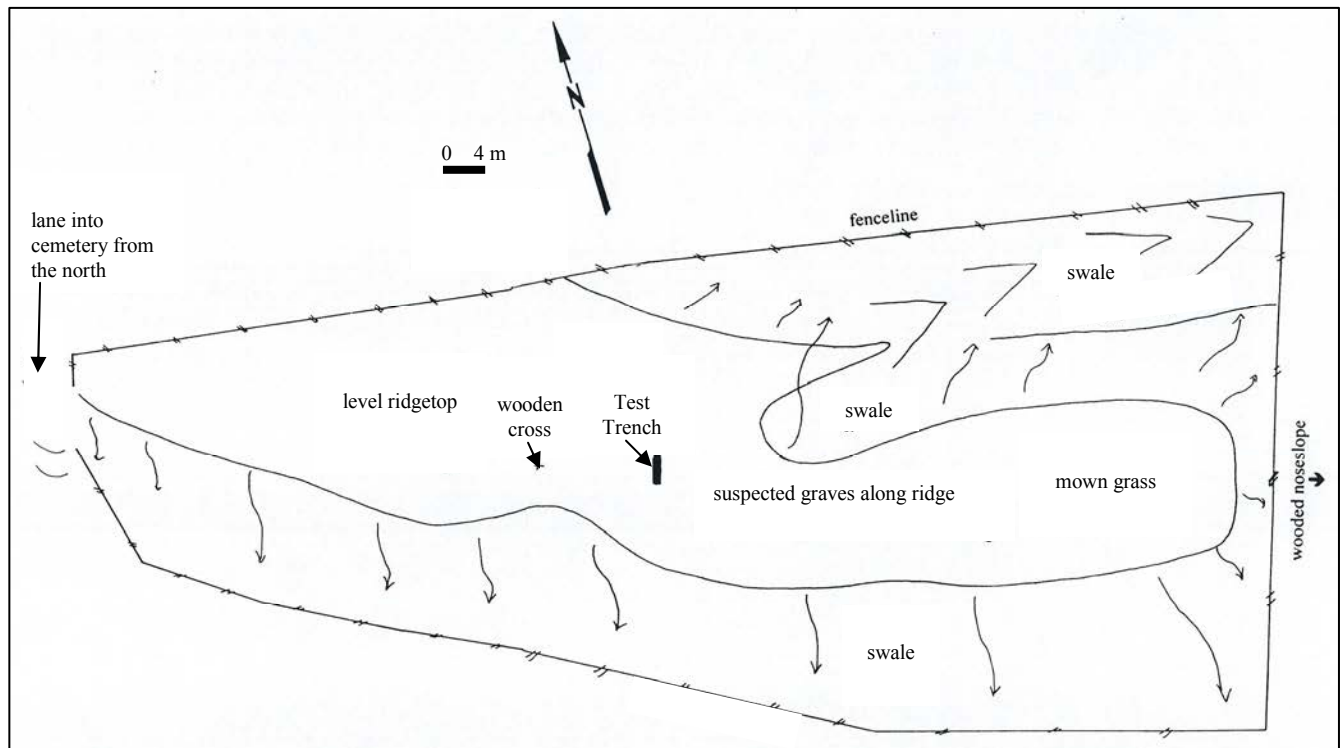 N
0 4 m
lane into
cemetery from
the north
fenceline
swale
level ridgetop
wooden
cross
Test
Trench
swale
suspected graves along ridge
mown grass
wooded noseslope
swale